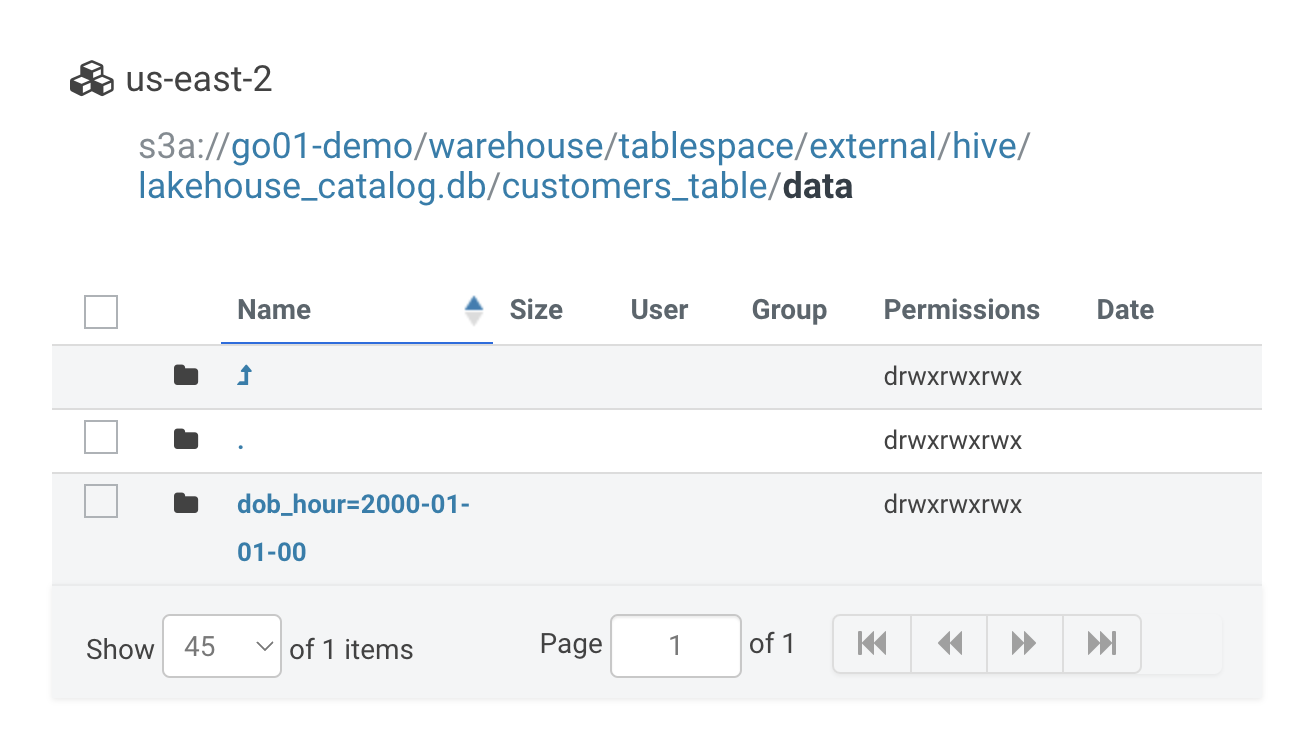 us-east-2
s3a://go01-demo/warehouse/tablespace/external/hive/
lakehouse_catalog.db/customers_table/data
Name Size User Group Permissions Date
drwxrwxrwx
. drwxrwxrwx
dob_hour=2000-01- drwxrwxrwx
01-00
Show 45 of 1 items Page 1 of 1